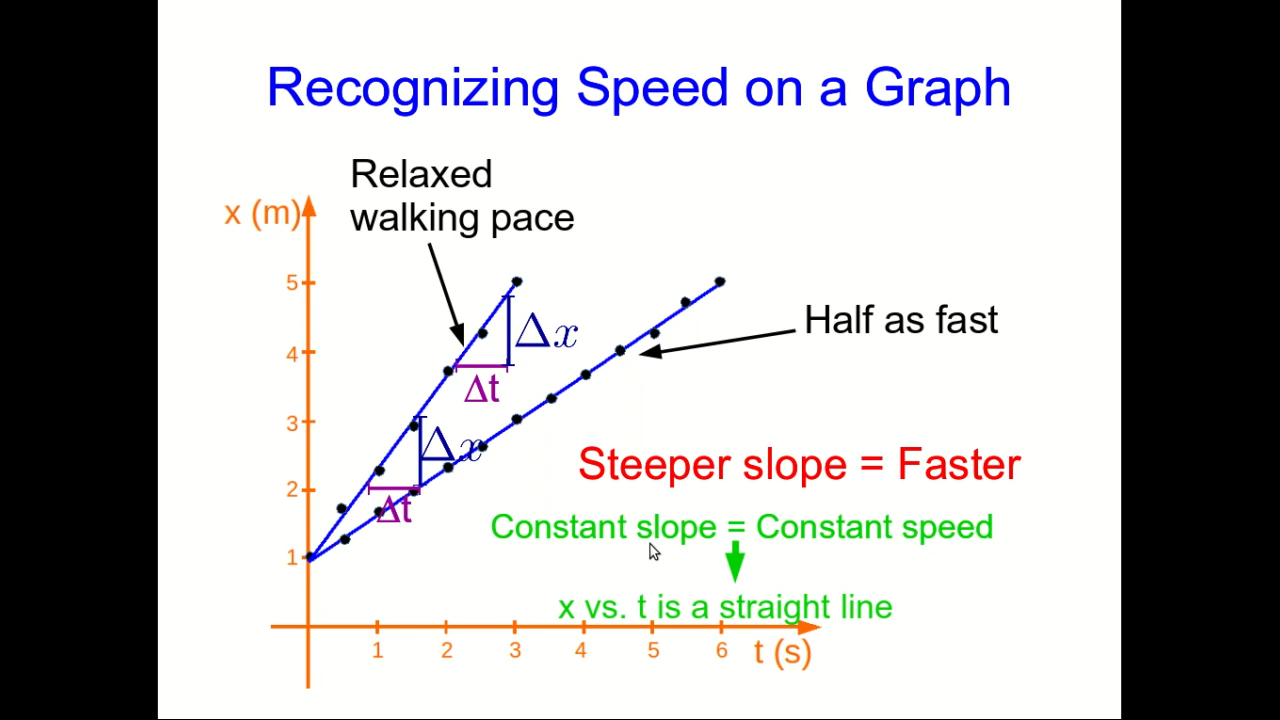 Recognizing Speed on a Graph
Relaxed
walking pace
x (m)
5
4
3
2
1
Δx
Δt
Δx
Δt
Half as fast
Steeper slope = Faster
Constant slope = Constant speed
x vs. t is a straight line
1 2 3 4 5 6 t (s)